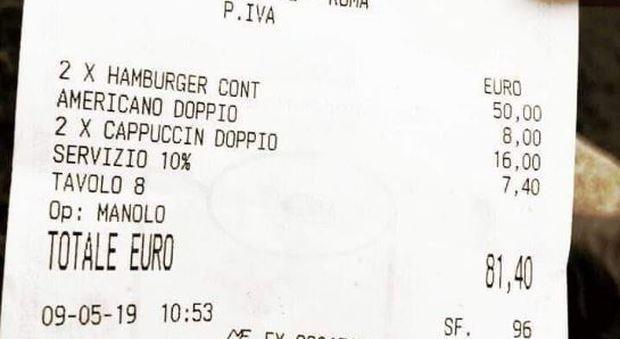 ROMA
P.IVA
EURO
2 X HAMBURGER CONT 50,00
AMERICANO DOPPIO 8,00
2 X CAPPUCCIN DOPPIO 16,00
SERVIZIO 10% 7,40
TAVOLO 8
Op: MANOLO
TOTALE EURO 81,40
09-05-19 10:53 SF. 96